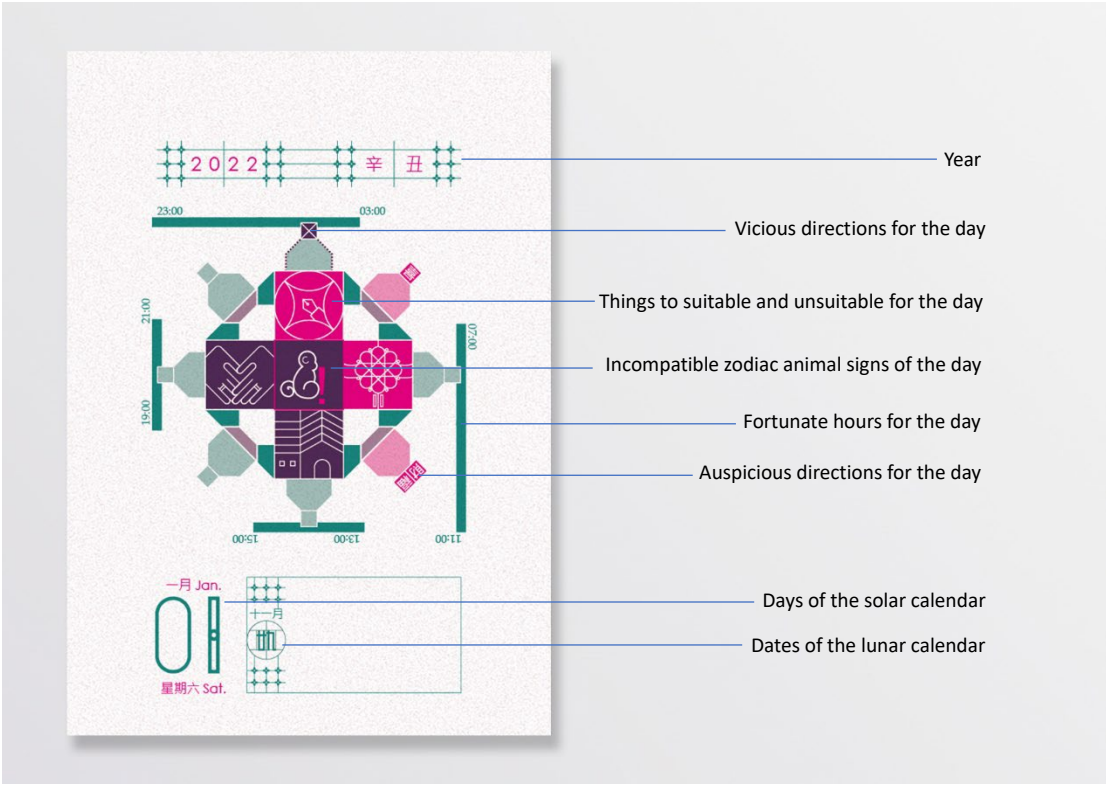 2022 辛 丑
Year
23:00 03:00
Vicious directions for the day
Things to suitable and unsuitable for the day
21:00
07:00
Incompatible zodiac animal signs of the day
19:00
Fortunate hours for the day
Auspicious directions for the day
15:00 13:00 11:00
一月 Jan.
01
星期六 Sat.
十一月
Days of the solar calendar
Dates of the lunar calendar